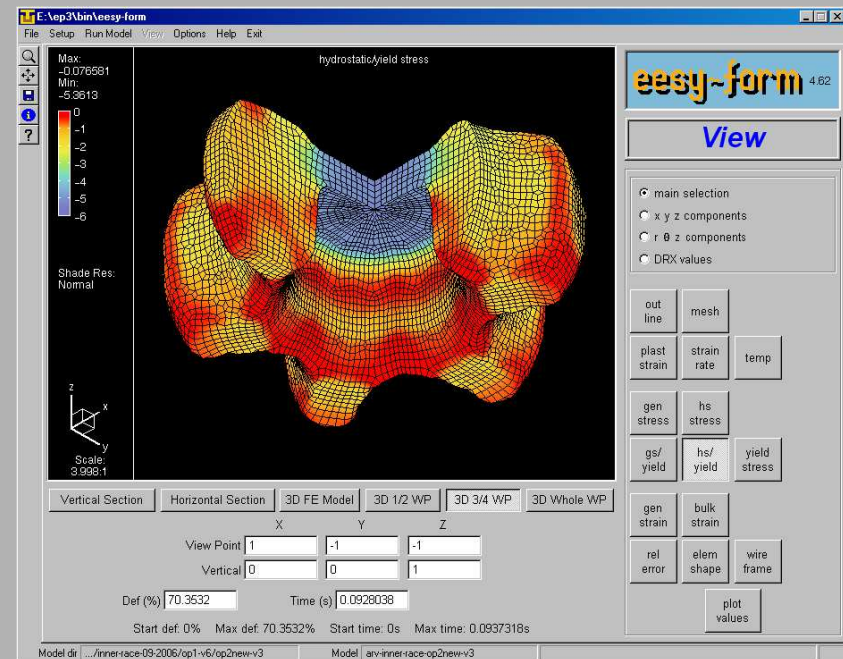 E:\ep3\bin\eesy-form
File Setup Run Model View Options Help Exit
Max:
-0.076581
Min:
-5.3613
0
-1
-2
-3
-4
-5
-6
Shade Res:
Normal
z
x
y
Scale:
3.998:1
hydrostatic/yield stress
eesy-form 4.62
View
main selection
x y z components
r θ z components
DRX values
out line
mesh
plast strain
strain rate
temp
gen stress
hs stress
gs/ yield
hs/ yield
yield stress
gen strain
bulk strain
rel error
elem shape
wire frame
plot values
Vertical Section Horizontal Section 3D FE Model 3D 1/2 WP 3D 3/4 WP 3D Whole WP
X Y Z
View Point 1 -1 -1
Vertical 0 0 1
Def (%) 70.3532 Time (s) 0.0928038
Start def: 0% Max def: 70.3532% Start time: 0s Max time: 0.0937318s
Model dir .../inner-race-09-2006/op1-v6/op2new-v3 Model arv-inner-race-op2new-v3